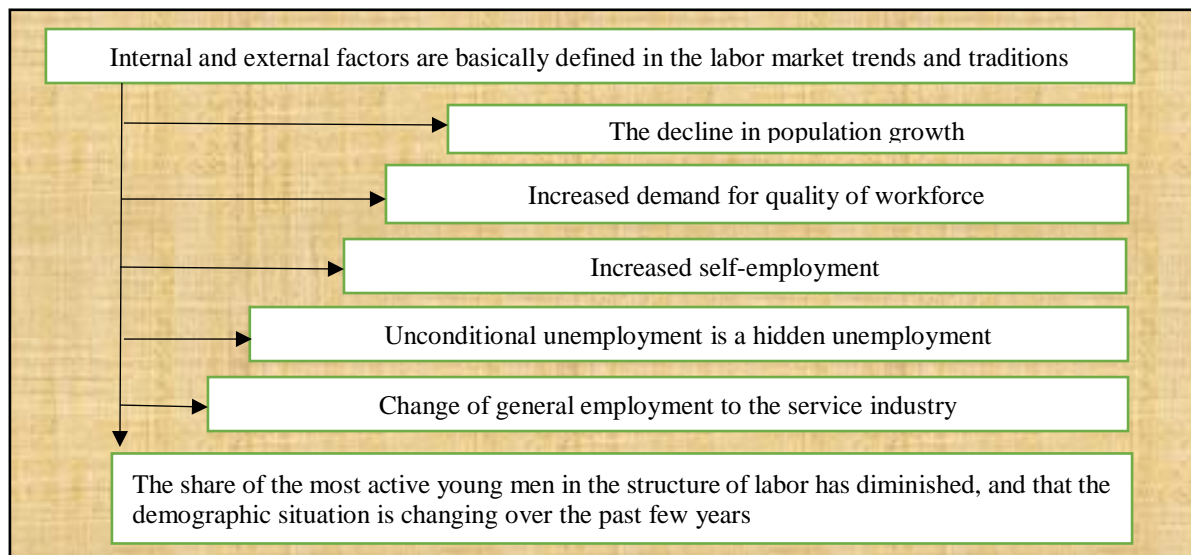 Internal and external factors are basically defined in the labor market trends and traditions
The decline in population growth
Increased demand for quality of workforce
Increased self-employment
Unconditional unemployment is a hidden unemployment
Change of general employment to the service industry
The share of the most active young men in the structure of labor has diminished, and that the
demographic situation is changing over the past few years